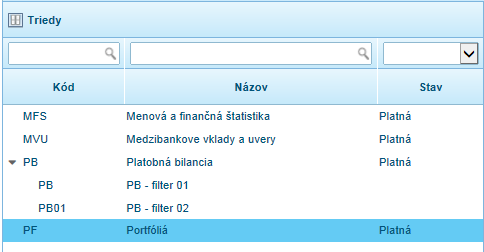 Triedy
Kód Názov Stav
MFS Menová a finančná štatistika Platná
MVU Medzibankove vklady a uvery Platná
PB Platobná bilancia Platná
PB PB - filter 01
PB01 PB - filter 02
PF Portfóliá Platná